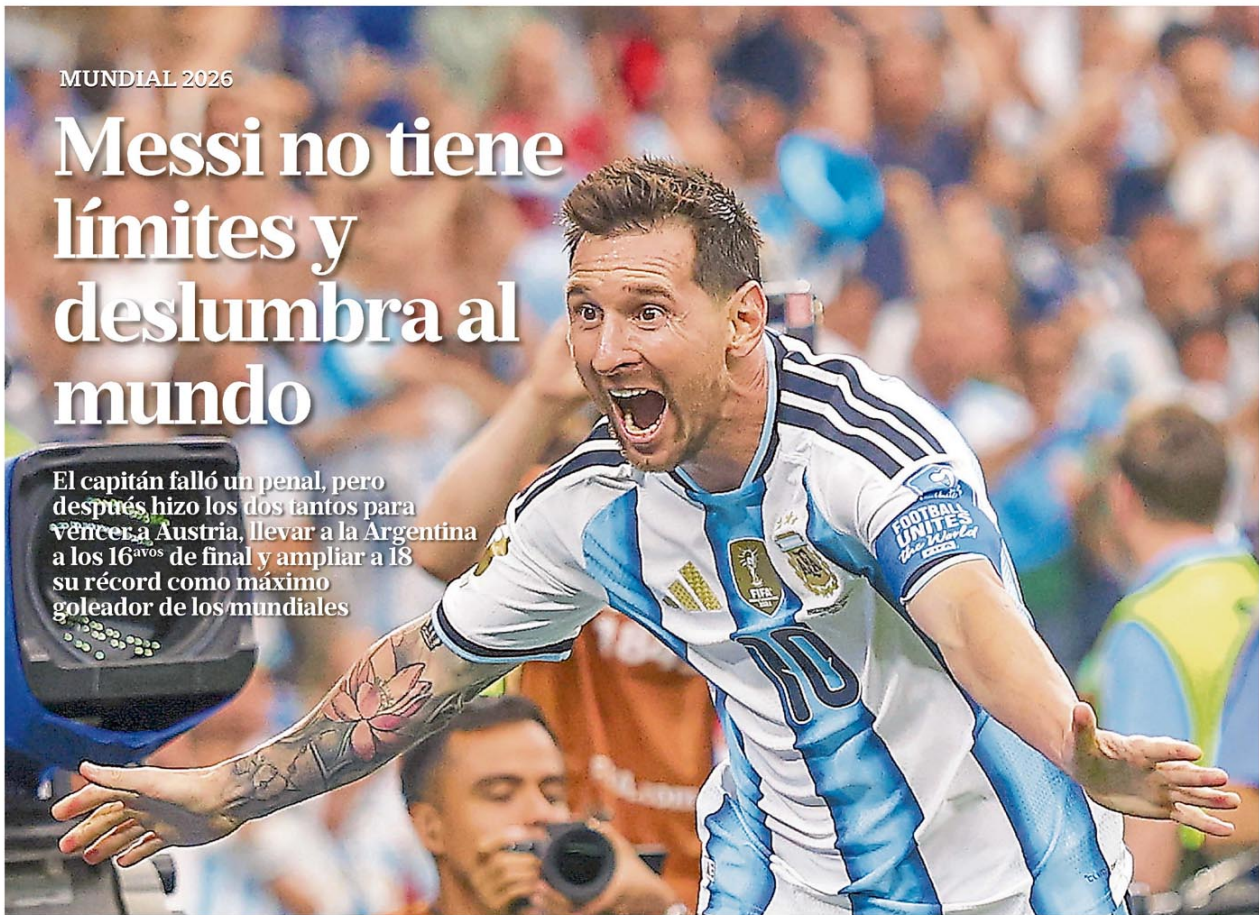 MUNDIAL 2026
Messi no tiene
límites y
deslumbra al
mundo
El capitán falló un penal, pero
después hizo los dos tantos para
vencer a Austria, llevar a la Argentina
a los 16avos de final y ampliar a 18
su récord como máximo
goleador de los mundiales
FOOTBALL
UNITES
the World
FIFA
10